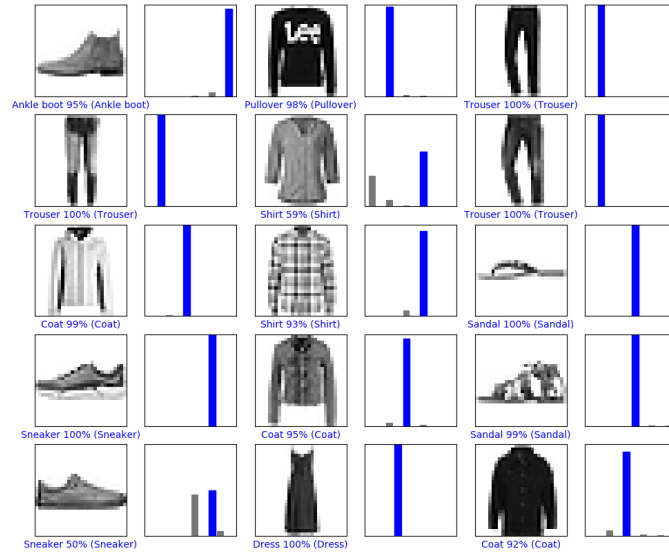 Lee
Ankle boot 95% (Ankle boot)
Pullover 98% (Pullover)
Trouser 100% (Trouser)
Trouser 100% (Trouser)
Shirt 59% (Shirt)
Trouser 100% (Trouser)
Coat 99% (Coat)
Shirt 93% (Shirt)
Sandal 100% (Sandal)
Sneaker 100% (Sneaker)
Coat 95% (Coat)
Sandal 99% (Sandal)
Sneaker 50% (Sneaker)
Dress 100% (Dress)
Coat 92% (Coat)